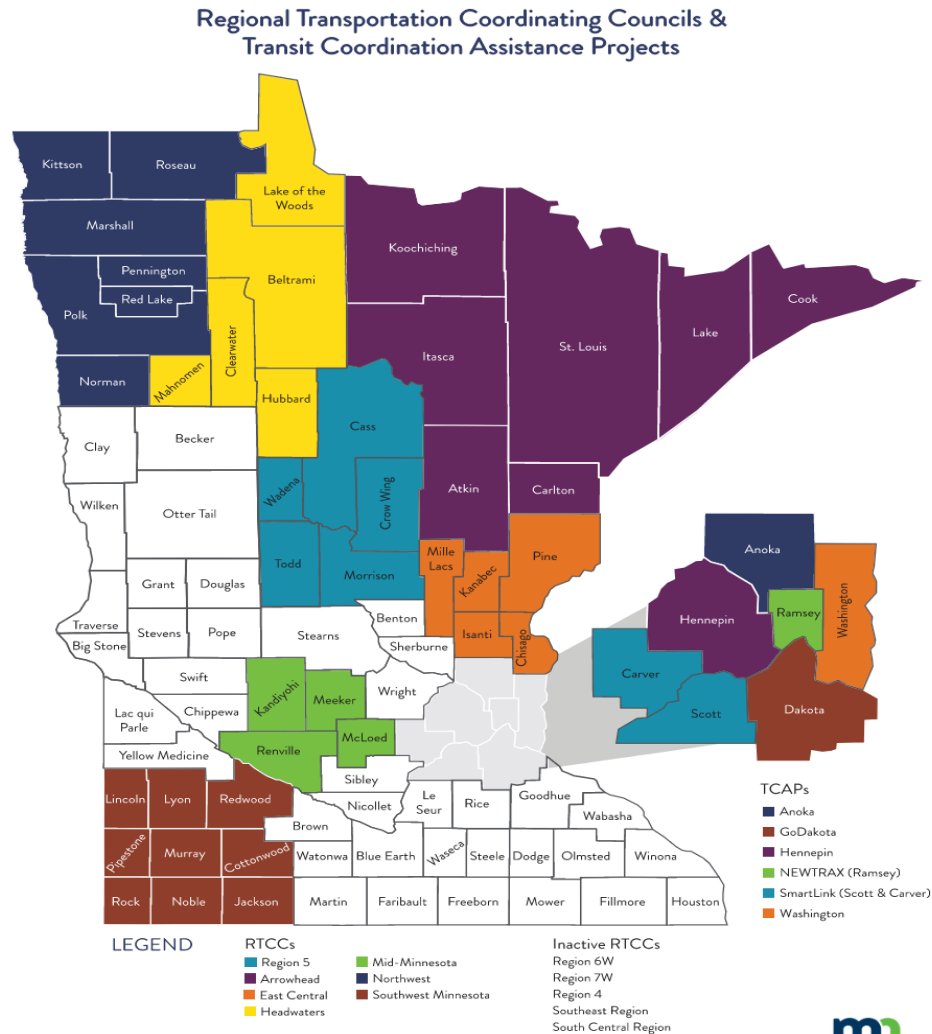 Regional Transportation Coordinating Councils &
Transit Coordination Assistance Projects
Kittson
Roseau
Lake of the
Woods
Marshall
Koochiching
Pennington
Beltrami
Red Lake
Cook
Polk
Lake
Clearwater
St. Louis
Itasca
Norman
Mahnomen
Hubbard
Cass
Becker
Clay
Atkin
Carlton
Wadena
Crow Wing
Wilken
Otter Tail
Anoka
Mille
Lacs
Pine
Todd
Morrison
Kanabec
Grant
Douglas
Ramsey
Washington
Hennepin
Benton
Traverse
Stevens
Pope
Stearns
Isanti
Chisago
Big Stone
Sherburne
Carver
Swift
Kandiyohi
Meeker
Wright
Dakota
Scott
Lac qui
Parle
Chippewa
McLoed
Renville
Yellow Medicine
Sibley
Lincoln
Lyon
Redwood
Nicollet
Le
Seur
Rice
Goodhue
Wabasha
Brown
Pipestone
Murray
Cottonwood
Watonwa
Blue Earth
Waseca
Steele
Dodge
Olmsted
Winona
Rock
Noble
Jackson
Martin
Faribault
Freeborn
Mower
Fillmore
Houston
TCAPs
Anoka
GoDakota
Hennepin
NEWTRAX (Ramsey)
SmartLink (Scott & Carver)
Washington
LEGEND
RTCCs
Region 5
Arrowhead
East Central
Headwaters
Mid-Minnesota
Northwest
Southwest Minnesota
Inactive RTCCs
Region 6W
Region 7W
Region 4
Southeast Region
South Central Region